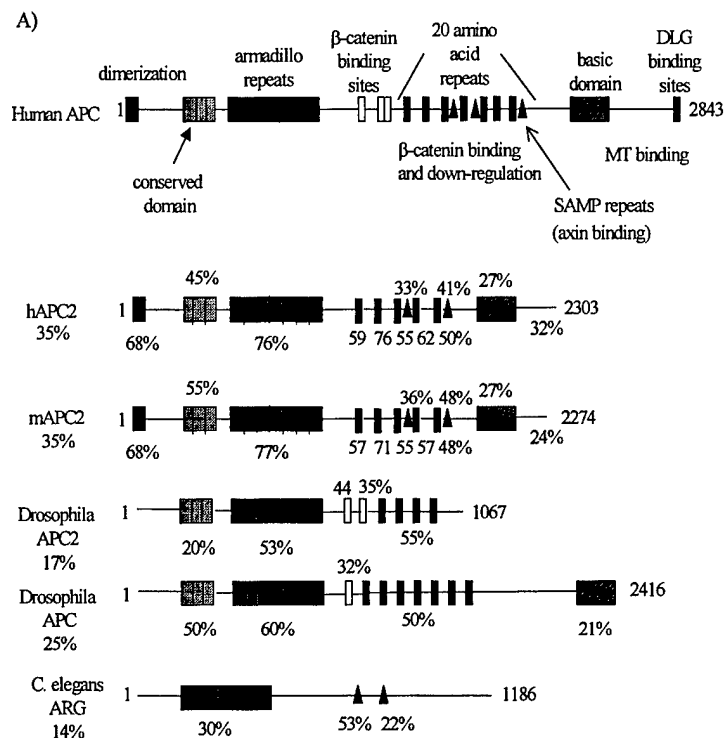 A)
dimerization
armadillo
repeats
β-catenin
binding
sites
20 amino
acid
repeats
basic
domain
DLG
binding
sites
Human APC
1
2843
conserved
domain
β-catenin binding
and down-regulation
MT binding
SAMP repeats
(axin binding)
45%
33%
41%
27%
hAPC2
35%
1
2303
68%
76%
59
76
55
62
50%
32%
55%
36%
48%
27%
mAPC2
35%
1
2274
68%
77%
57
71
55
57
48%
24%
44
35%
Drosophila
APC2
17%
1
1067
20%
53%
55%
32%
Drosophila
APC
25%
1
2416
50%
60%
50%
21%
C. elegans
ARG
14%
1
1186
30%
53%
22%